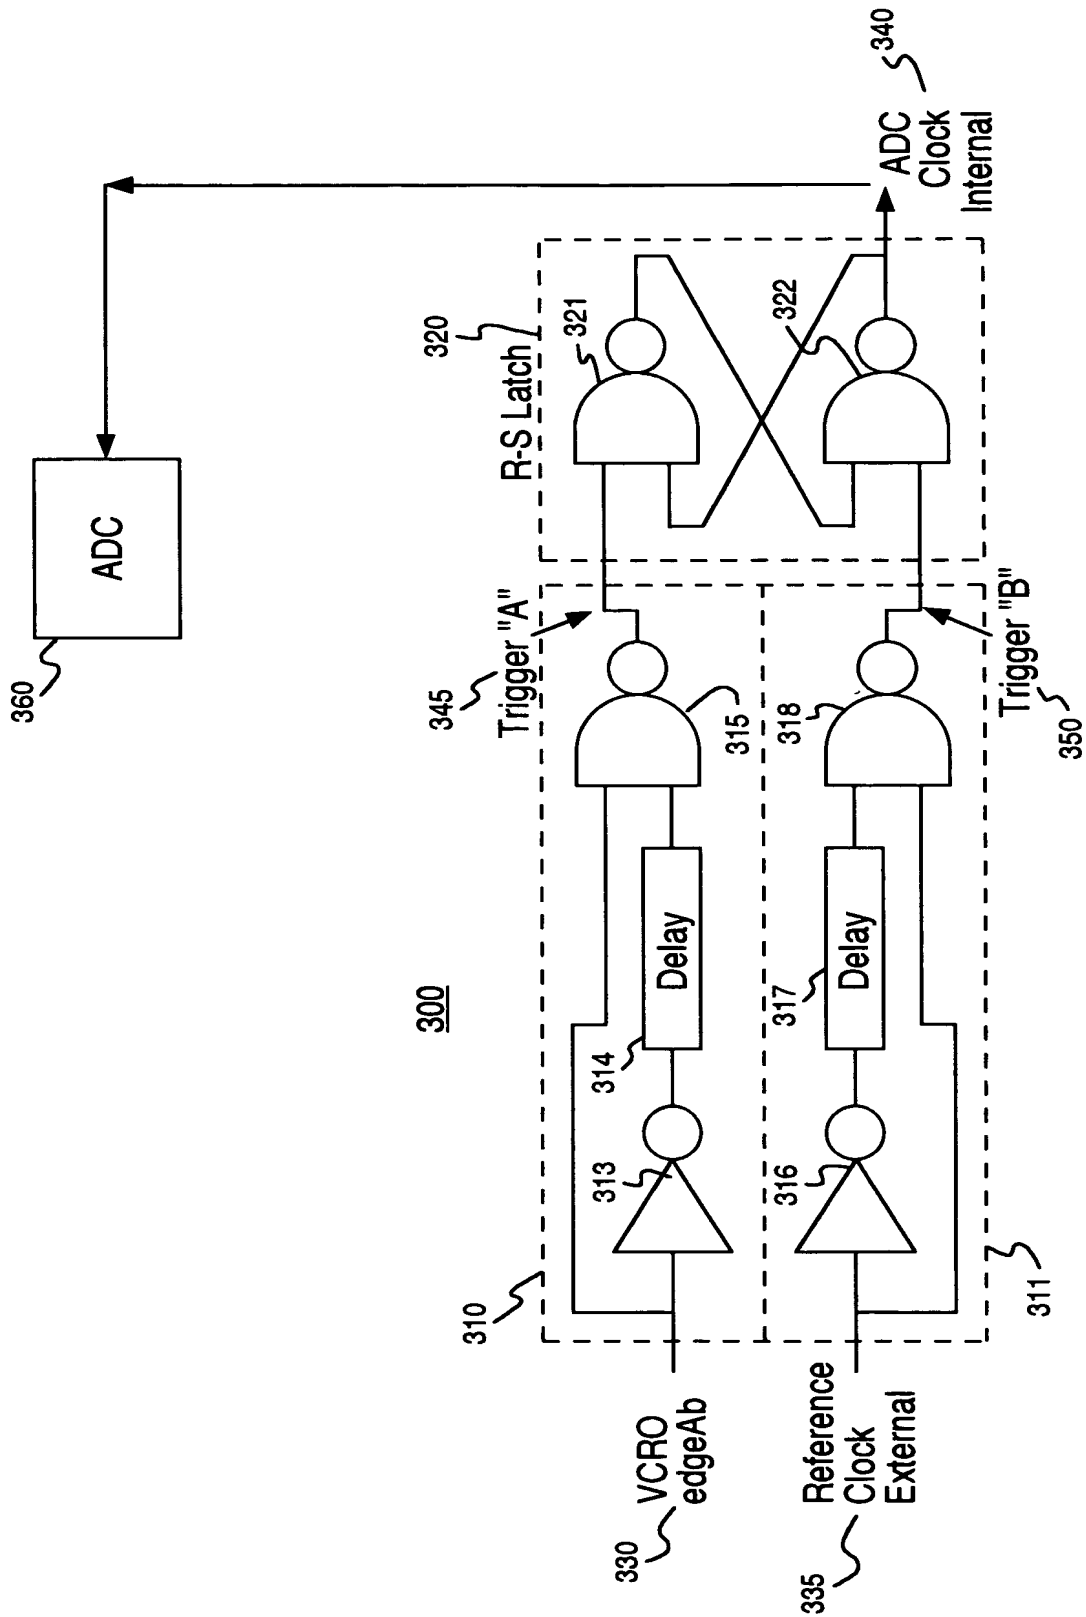 300
360
ADC
R-S Latch
320
321
322
345
Trigger "A"
310
313
314
Delay
315
VCRO
edgeAb
330
Reference
Clock
External
335
316
317
Delay
318
311
Trigger "B"
350
ADC
Clock
Internal
340